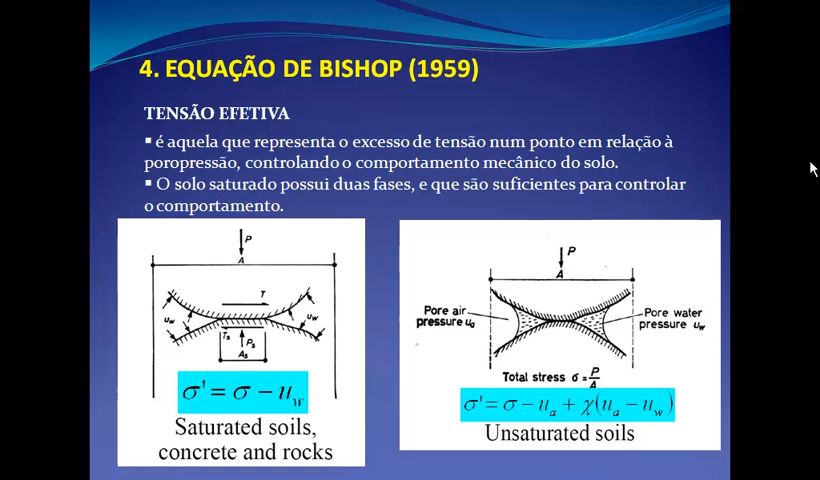 4. EQUAÇÃO DE BISHOP (1959)
TENSÃO EFETIVA
▪ é aquela que representa o excesso de tensão num ponto em relação à
poropressão, controlando o comportamento mecânico do solo.
▪ O solo saturado possui duas fases, e que são suficientes para controlar
o comportamento.
P
A
T
u_w
u_w
T_s
P_s
A_s
σ' = σ − u_w
Saturated soils,
concrete and rocks
P
A
Pore air
pressure u_a
Pore water
pressure u_w
Total stress σ = P/A
σ' = σ − u_a + χ(u_a − u_w)
Unsaturated soils